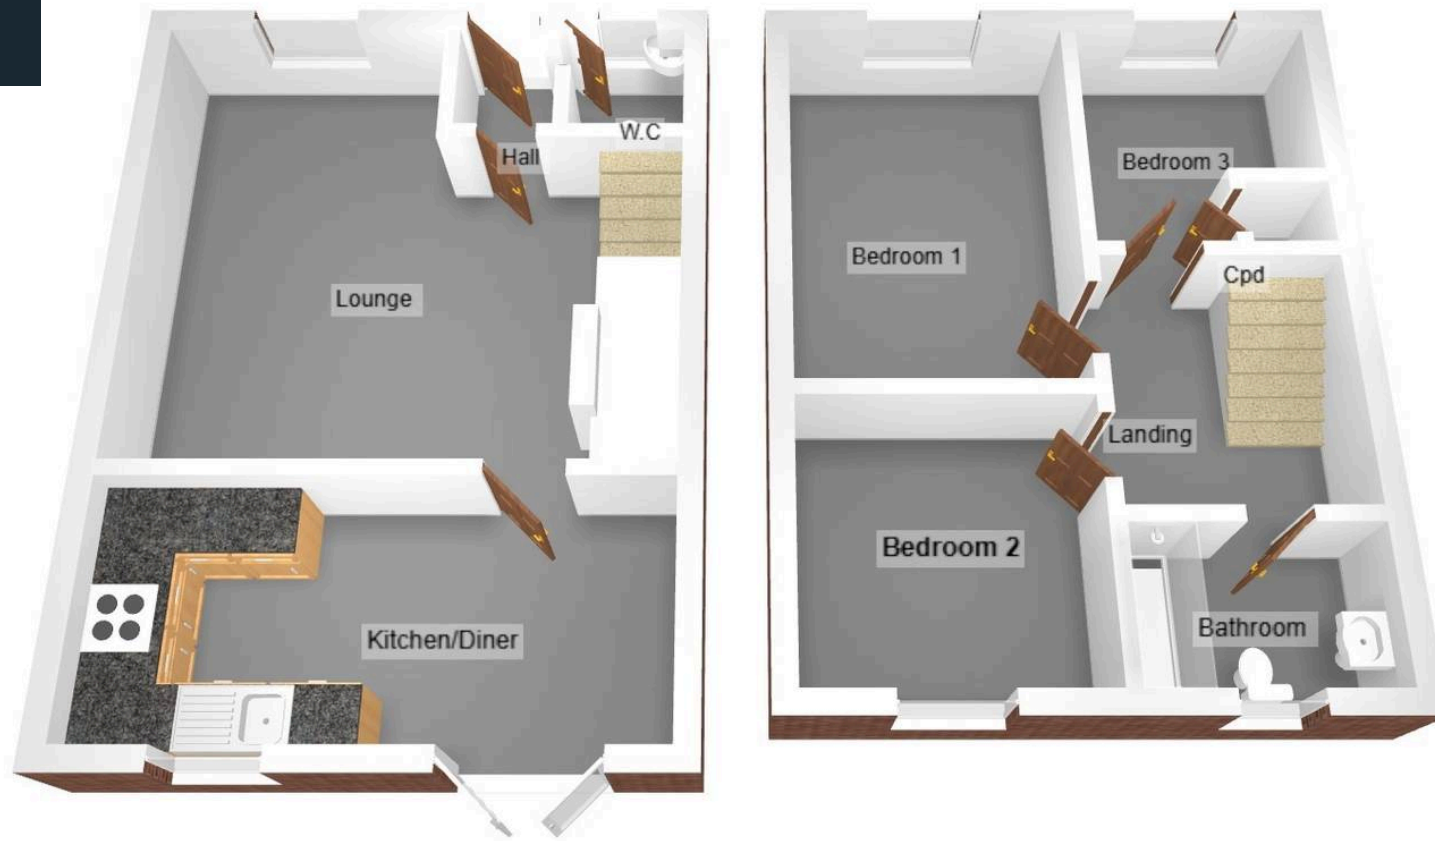 W.C
Hall
Lounge
Kitchen/Diner
Bedroom 3
Bedroom 1
Cpd
Landing
Bedroom 2
Bathroom